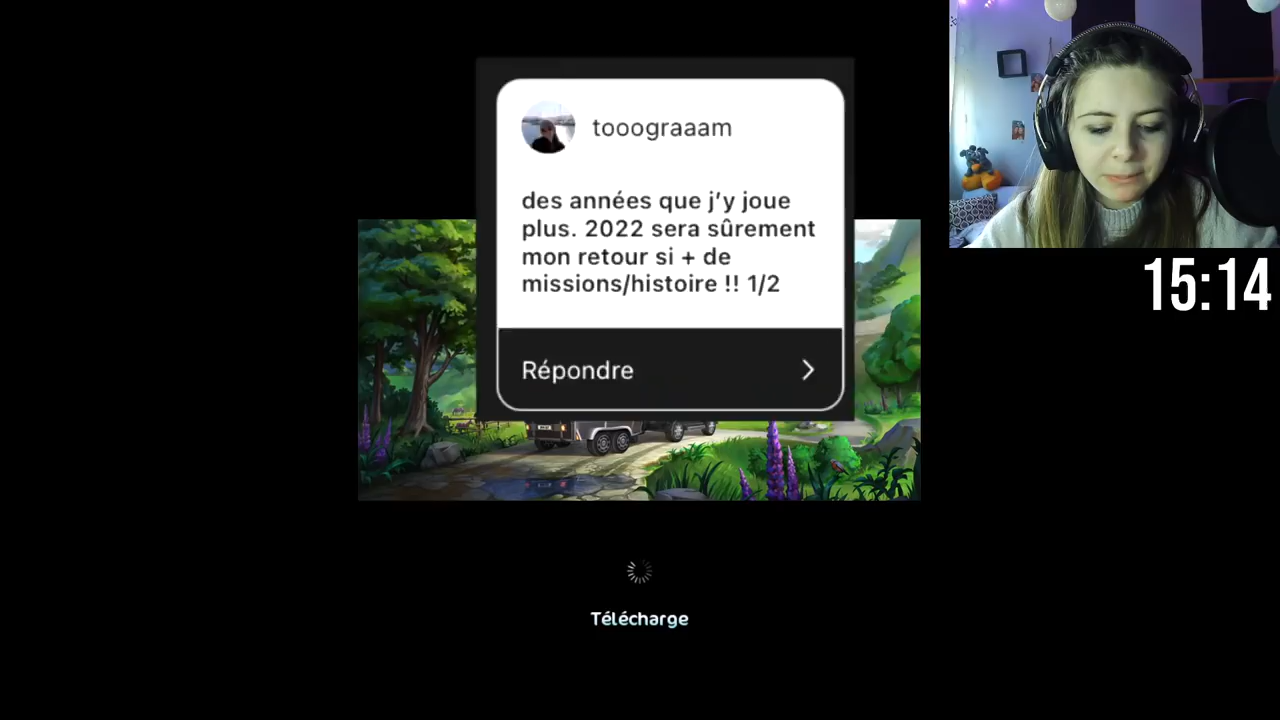 tooograaam
des années que j’y joue
plus. 2022 sera sûrement
mon retour si + de
missions/histoire !! 1/2
Répondre
15:14
Télécharge